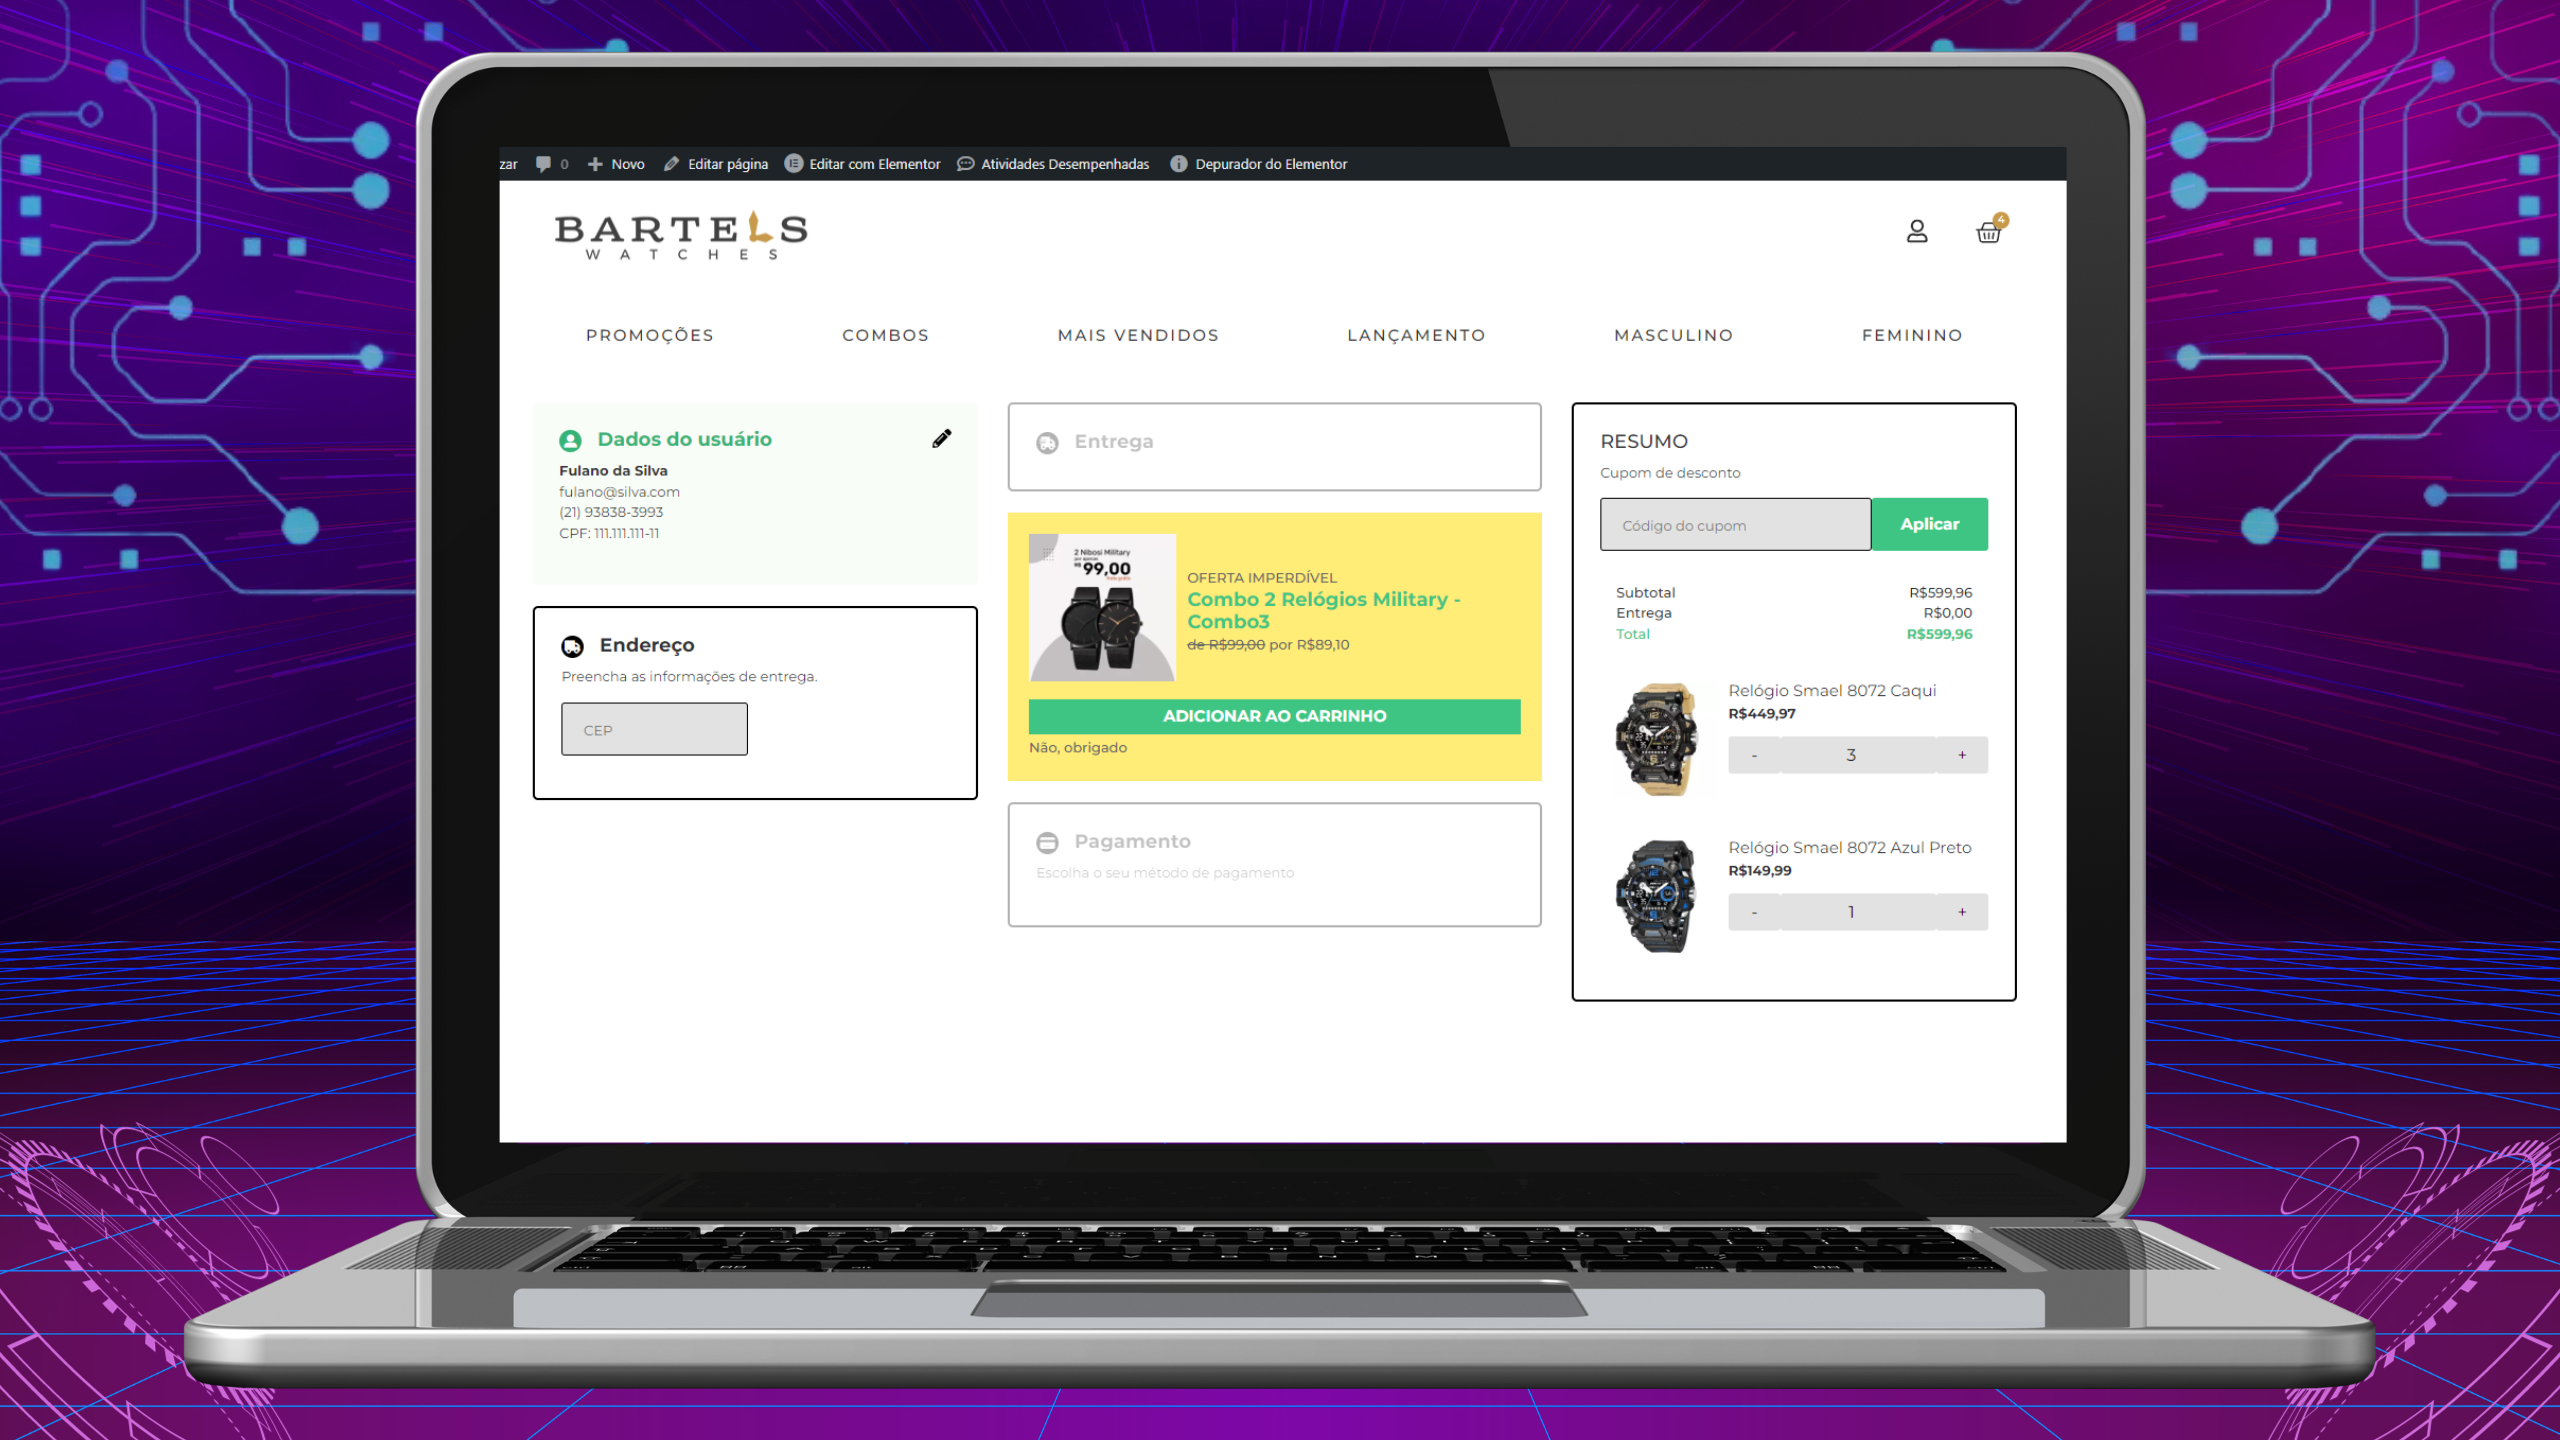 zar 0 Novo Editar página Editar com Elementor Atividades Desempenhadas Depurador do Elementor
BARTELS
WATCHES
4
PROMOÇÕES COMBOS MAIS VENDIDOS LANÇAMENTO MASCULINO FEMININO
Dados do usuário
Fulano da Silva
fulano@silva.com
(21) 93838-3993
CPF: 111.111.111-11
Endereço
Preencha as informações de entrega.
CEP
Entrega
2 Nibosi Military
por apenas
R$ 99,00
OFERTA IMPERDÍVEL
Combo 2 Relógios Military -
Combo3
de R$99,00 por R$89,10
ADICIONAR AO CARRINHO
Não, obrigado
Pagamento
Escolha o seu método de pagamento
RESUMO
Cupom de desconto
Código do cupom Aplicar
Subtotal R$599,96
Entrega R$0,00
Total R$599,96
Relógio Smael 8072 Caqui
R$449,97
- 3 +
Relógio Smael 8072 Azul Preto
R$149,99
- 1 +